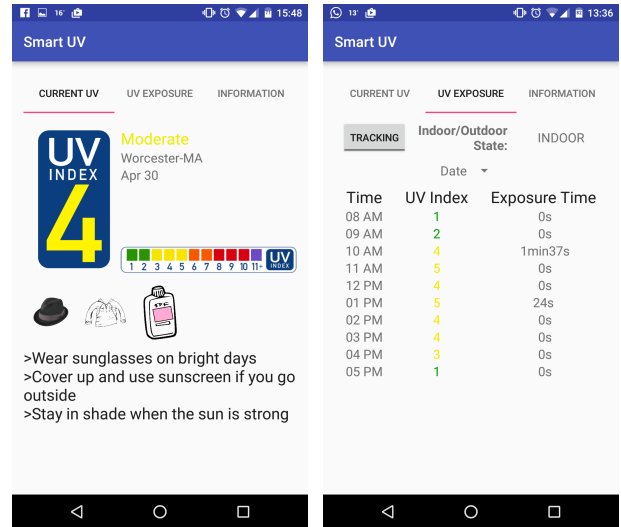 16° 15:48
Smart UV
CURRENT UV UV EXPOSURE INFORMATION
UV
INDEX
4
Moderate
Worcester-MA
Apr 30
1 2 3 4 5 6 7 8 9 10 11+ UV INDEX
>Wear sunglasses on bright days
>Cover up and use sunscreen if you go
outside
>Stay in shade when the sun is strong
13° 13:36
Smart UV
CURRENT UV UV EXPOSURE INFORMATION
TRACKING Indoor/Outdoor State: INDOOR
Date
Time UV Index Exposure Time
08 AM 1 0s
09 AM 2 0s
10 AM 4 1min37s
11 AM 5 0s
12 PM 4 0s
01 PM 5 24s
02 PM 4 0s
03 PM 4 0s
04 PM 3 0s
05 PM 1 0s